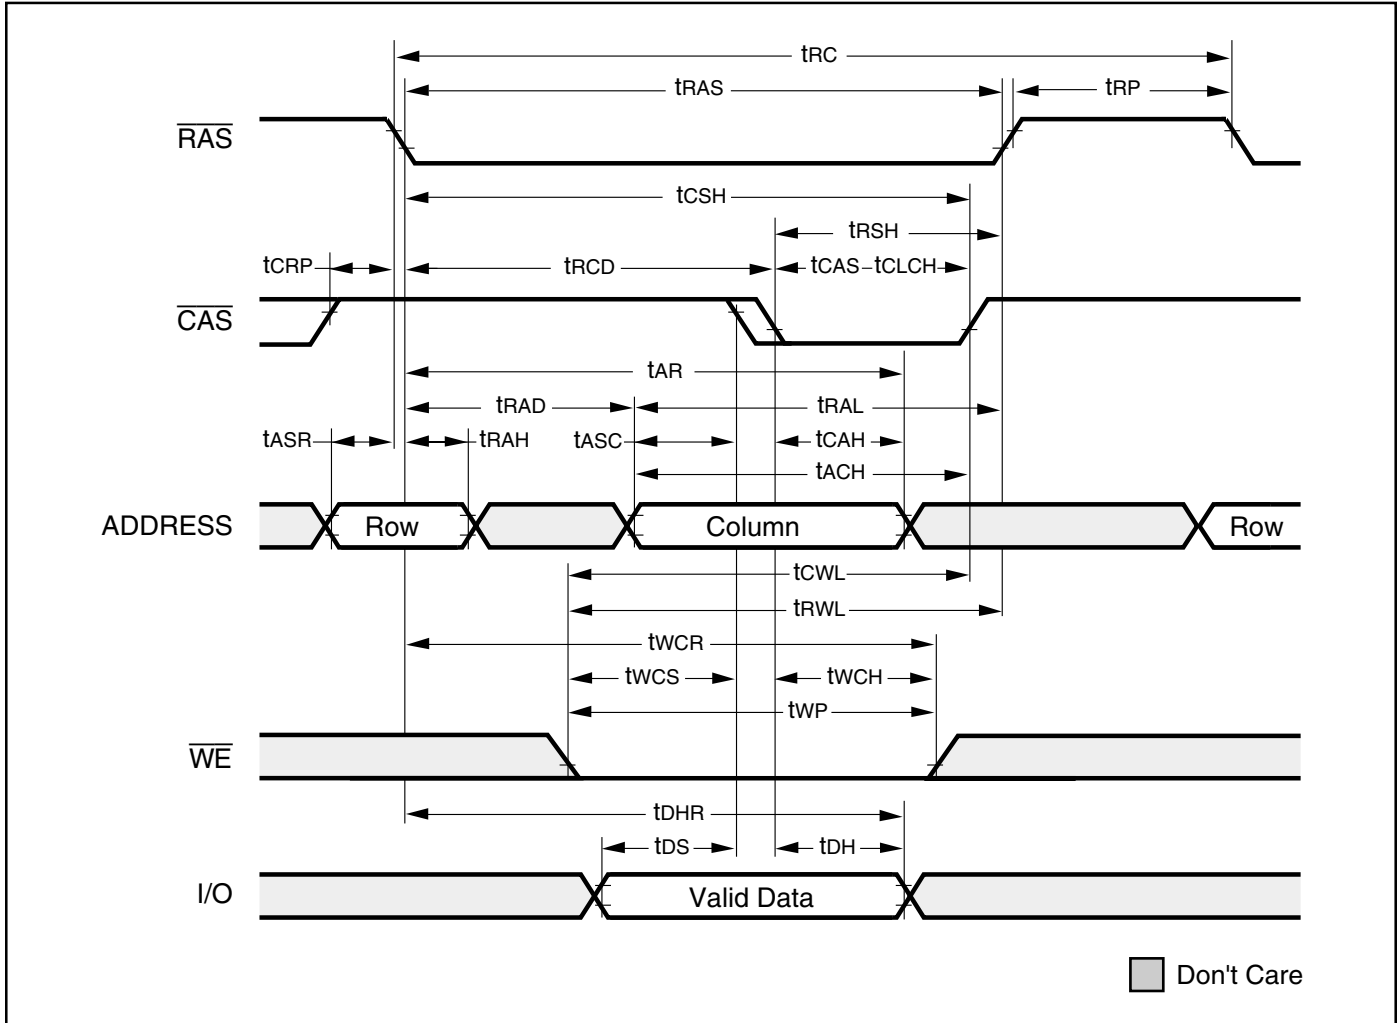 tRC
tRAS
tRP
RAS
tCSH
tRSH
tCRP
tRCD
tCAS
tCLCH
CAS
tAR
tRAD
tRAL
tASR
tRAH
tASC
tCAH
tACH
ADDRESS
Row
Column
Row
tCWL
tRWL
tWCR
tWCS
tWCH
tWP
WE
tDHR
tDS
tDH
I/O
Valid Data
Don't Care